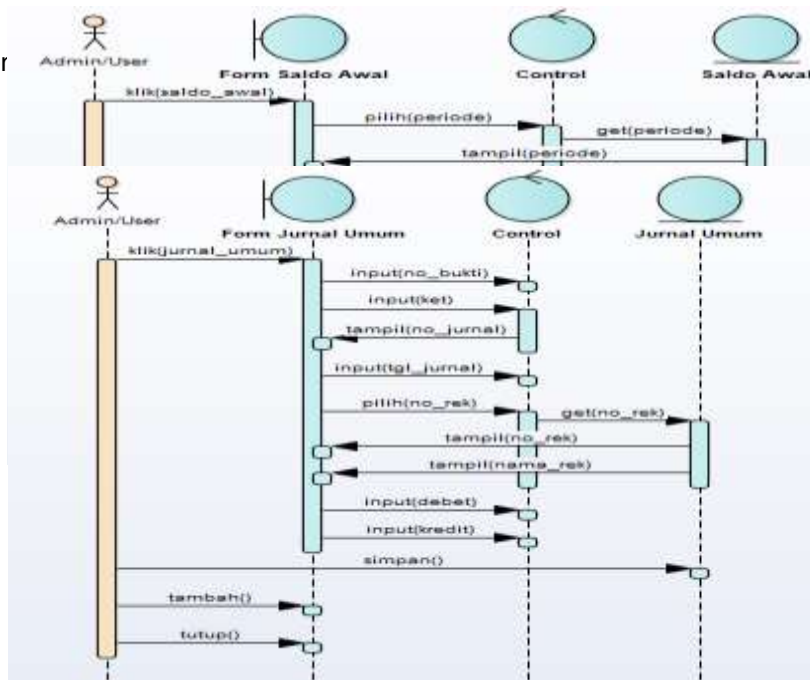 Admin/User
Form Saldo Awal
Control
Saldo Awal
klik(saldo_awal)
pilih(periode)
get(periode)
tampil(periode)
Admin/User
Form Jurnal Umum
Control
Jurnal Umum
klik(jurnal_umum)
input(no_bukti)
input(ket)
tampil(no_jurnal)
input(tgl_jurnal)
pilih(no_rek)
get(no_rek)
tampil(no_rek)
tampil(nama_rek)
input(debet)
input(kredit)
simpan()
tambah()
tutup()